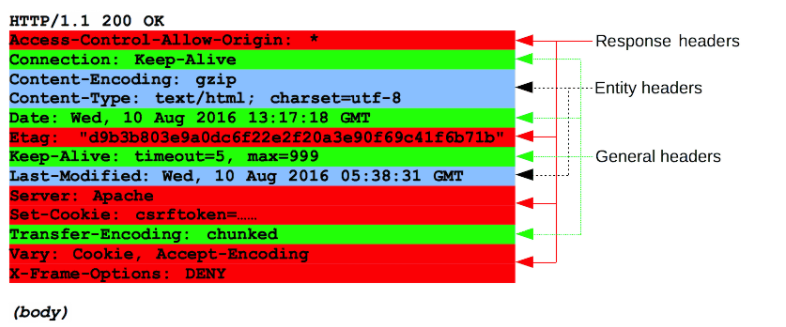 HTTP/1.1 200 OK
Access-Control-Allow-Origin: *
Response headers
Connection: Keep-Alive
Content-Encoding: gzip
Entity headers
Content-Type: text/html; charset=utf-8
Date: Wed, 10 Aug 2016 13:17:18 GMT
Etag: "d9b3b803e9a0dc6f22e2f20a3e90f69c41f6b71b"
Keep-Alive: timeout=5, max=999
General headers
Last-Modified: Wed, 10 Aug 2016 05:38:31 GMT
Server: Apache
Set-Cookie: csrftoken=……
Transfer-Encoding: chunked
Vary: Cookie, Accept-Encoding
X-Frame-Options: DENY
(body)